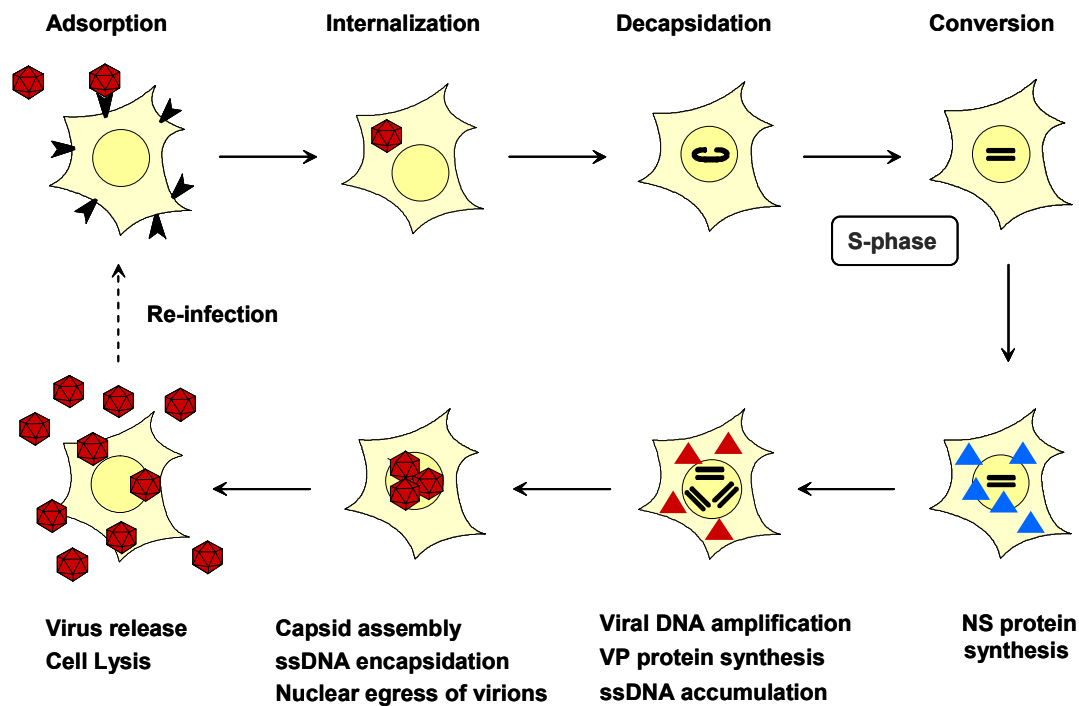 Adsorption
Internalization
Decapsidation
Conversion
S-phase
Re-infection
Virus release
Cell Lysis
Capsid assembly
ssDNA encapsidation
Nuclear egress of virions
Viral DNA amplification
VP protein synthesis
ssDNA accumulation
NS protein
synthesis